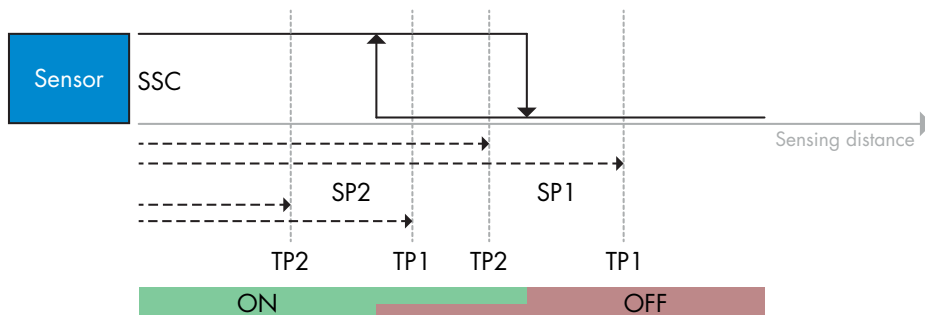 Sensor
SSC
Sensing distance
SP2 SP1
TP2 TP1 TP2 TP1
ON OFF